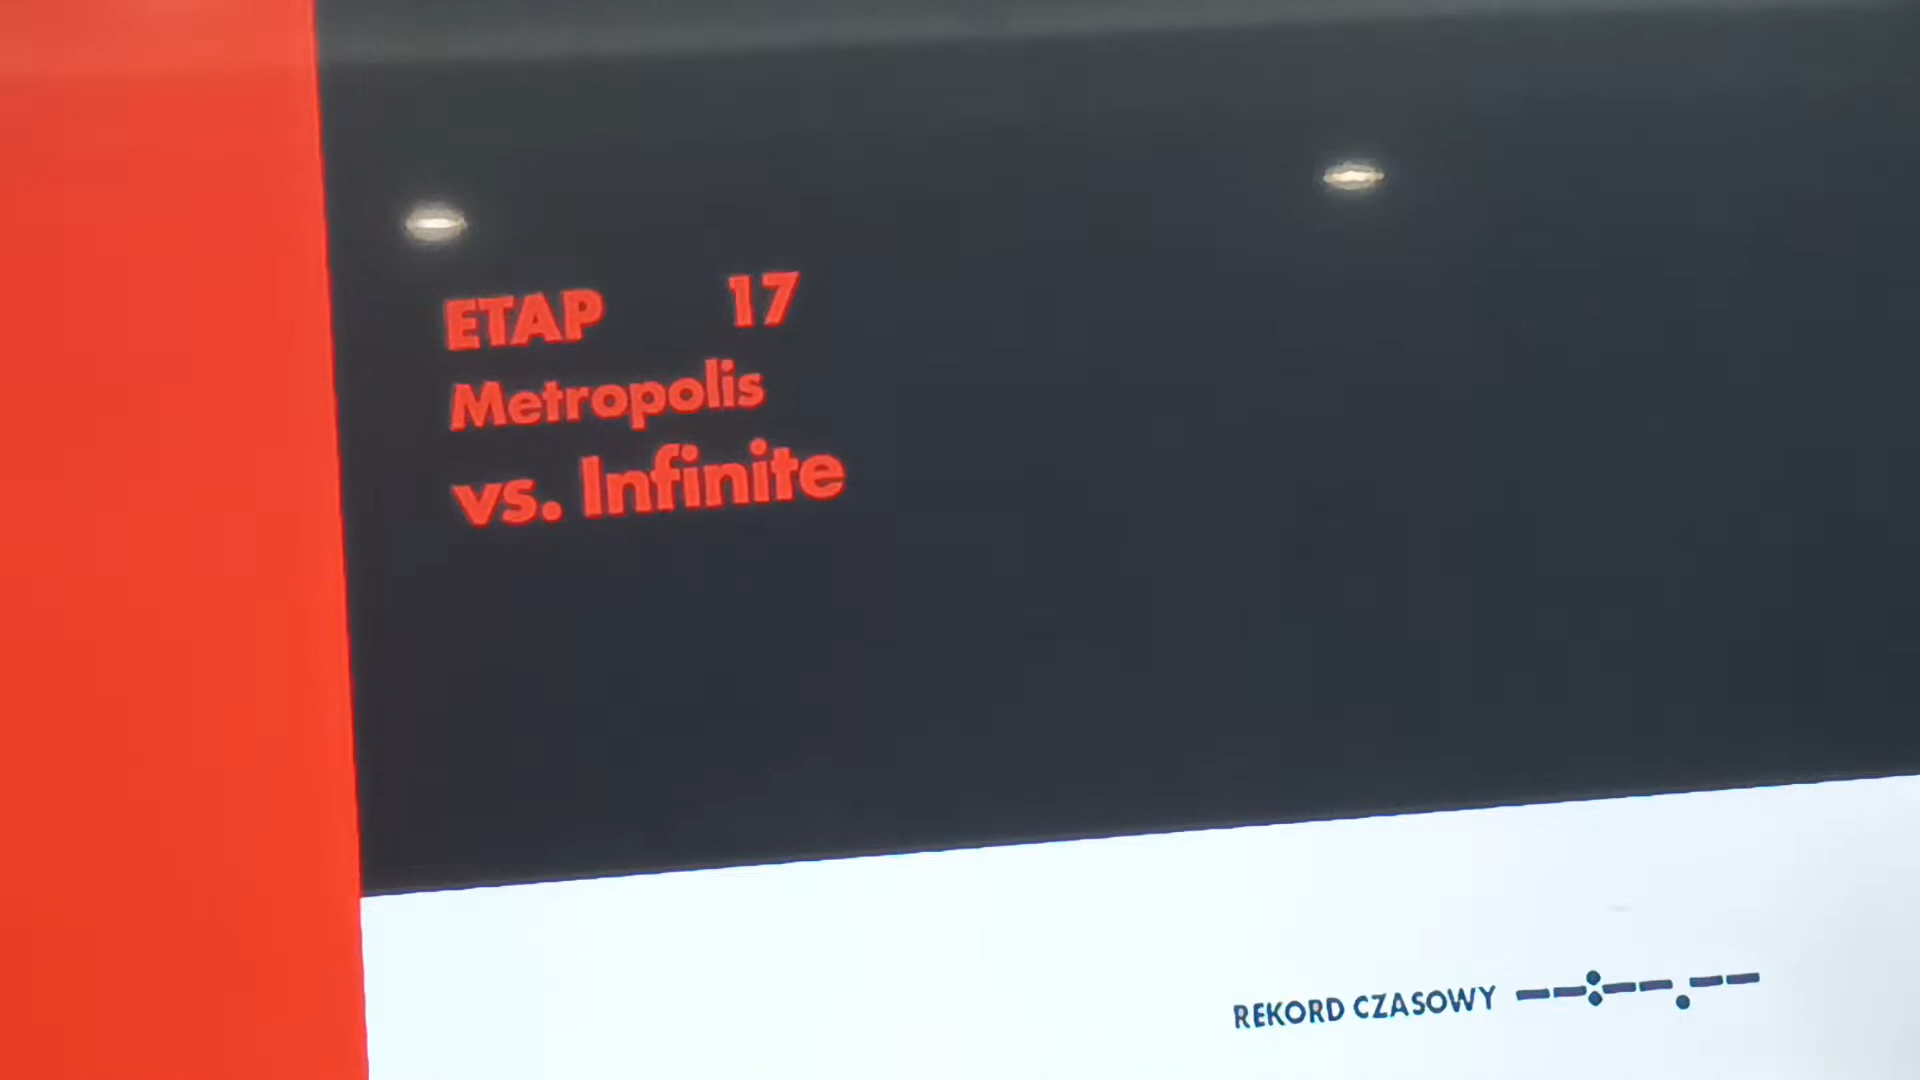 ETAP 17
Metropolis
vs. Infinite
REKORD CZASOWY --:--.--